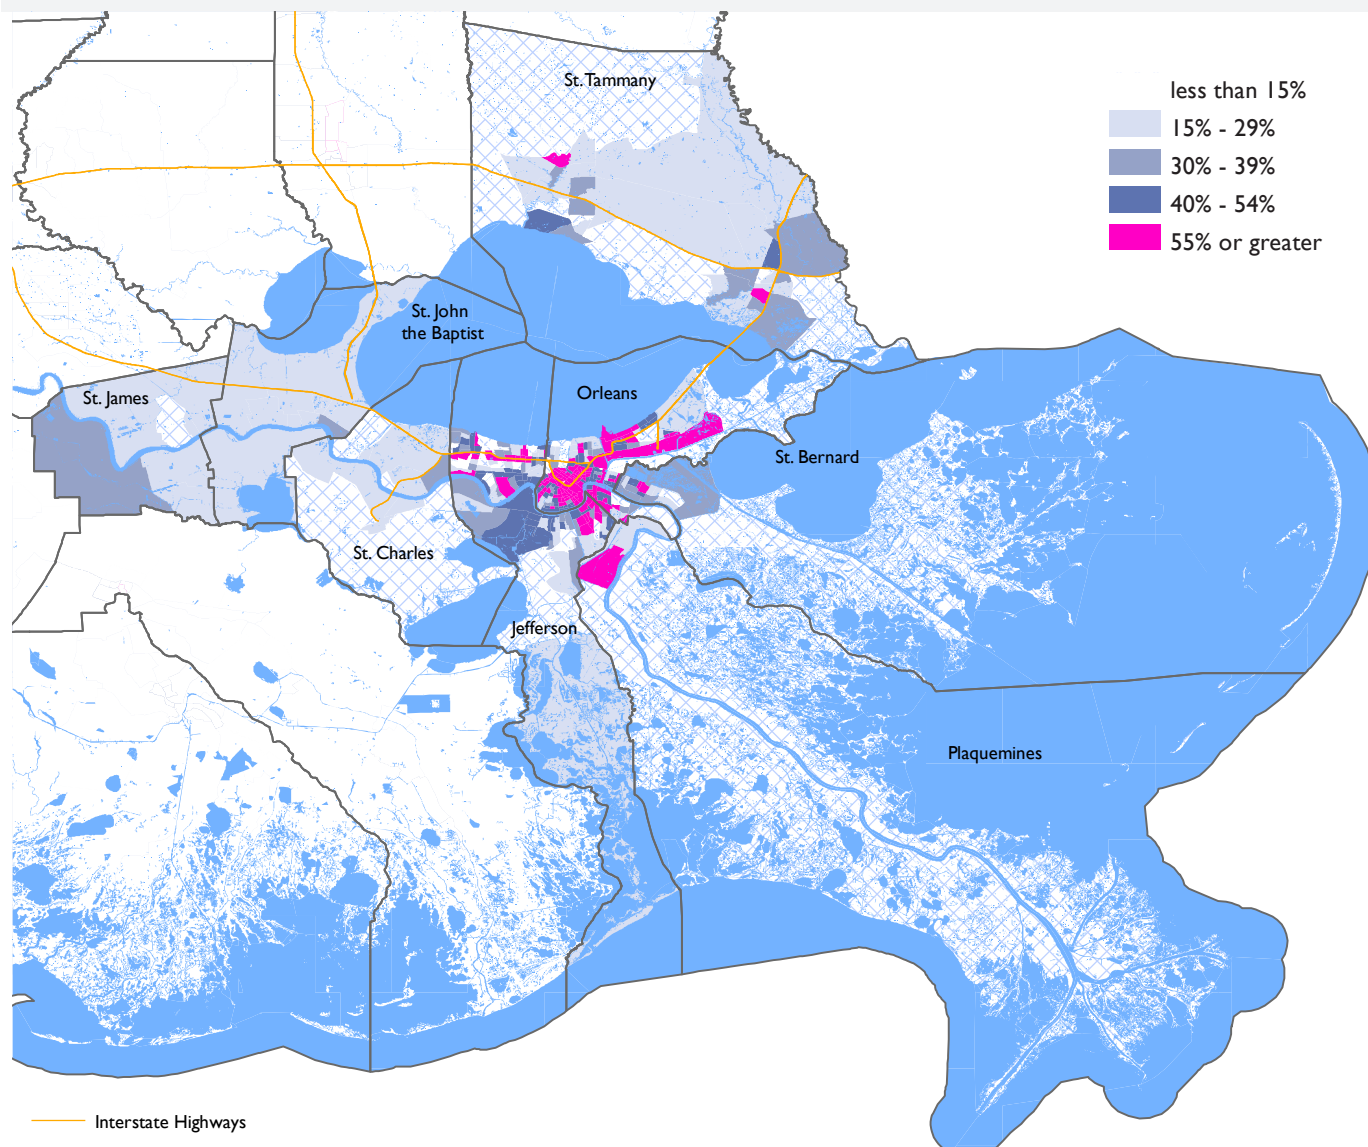 St. Tammany
less than 15%
15% - 29%
30% - 39%
40% - 54%
55% or greater
St. John
the Baptist
St. James
Orleans
St. Bernard
St. Charles
Jefferson
Plaquemines
Interstate Highways